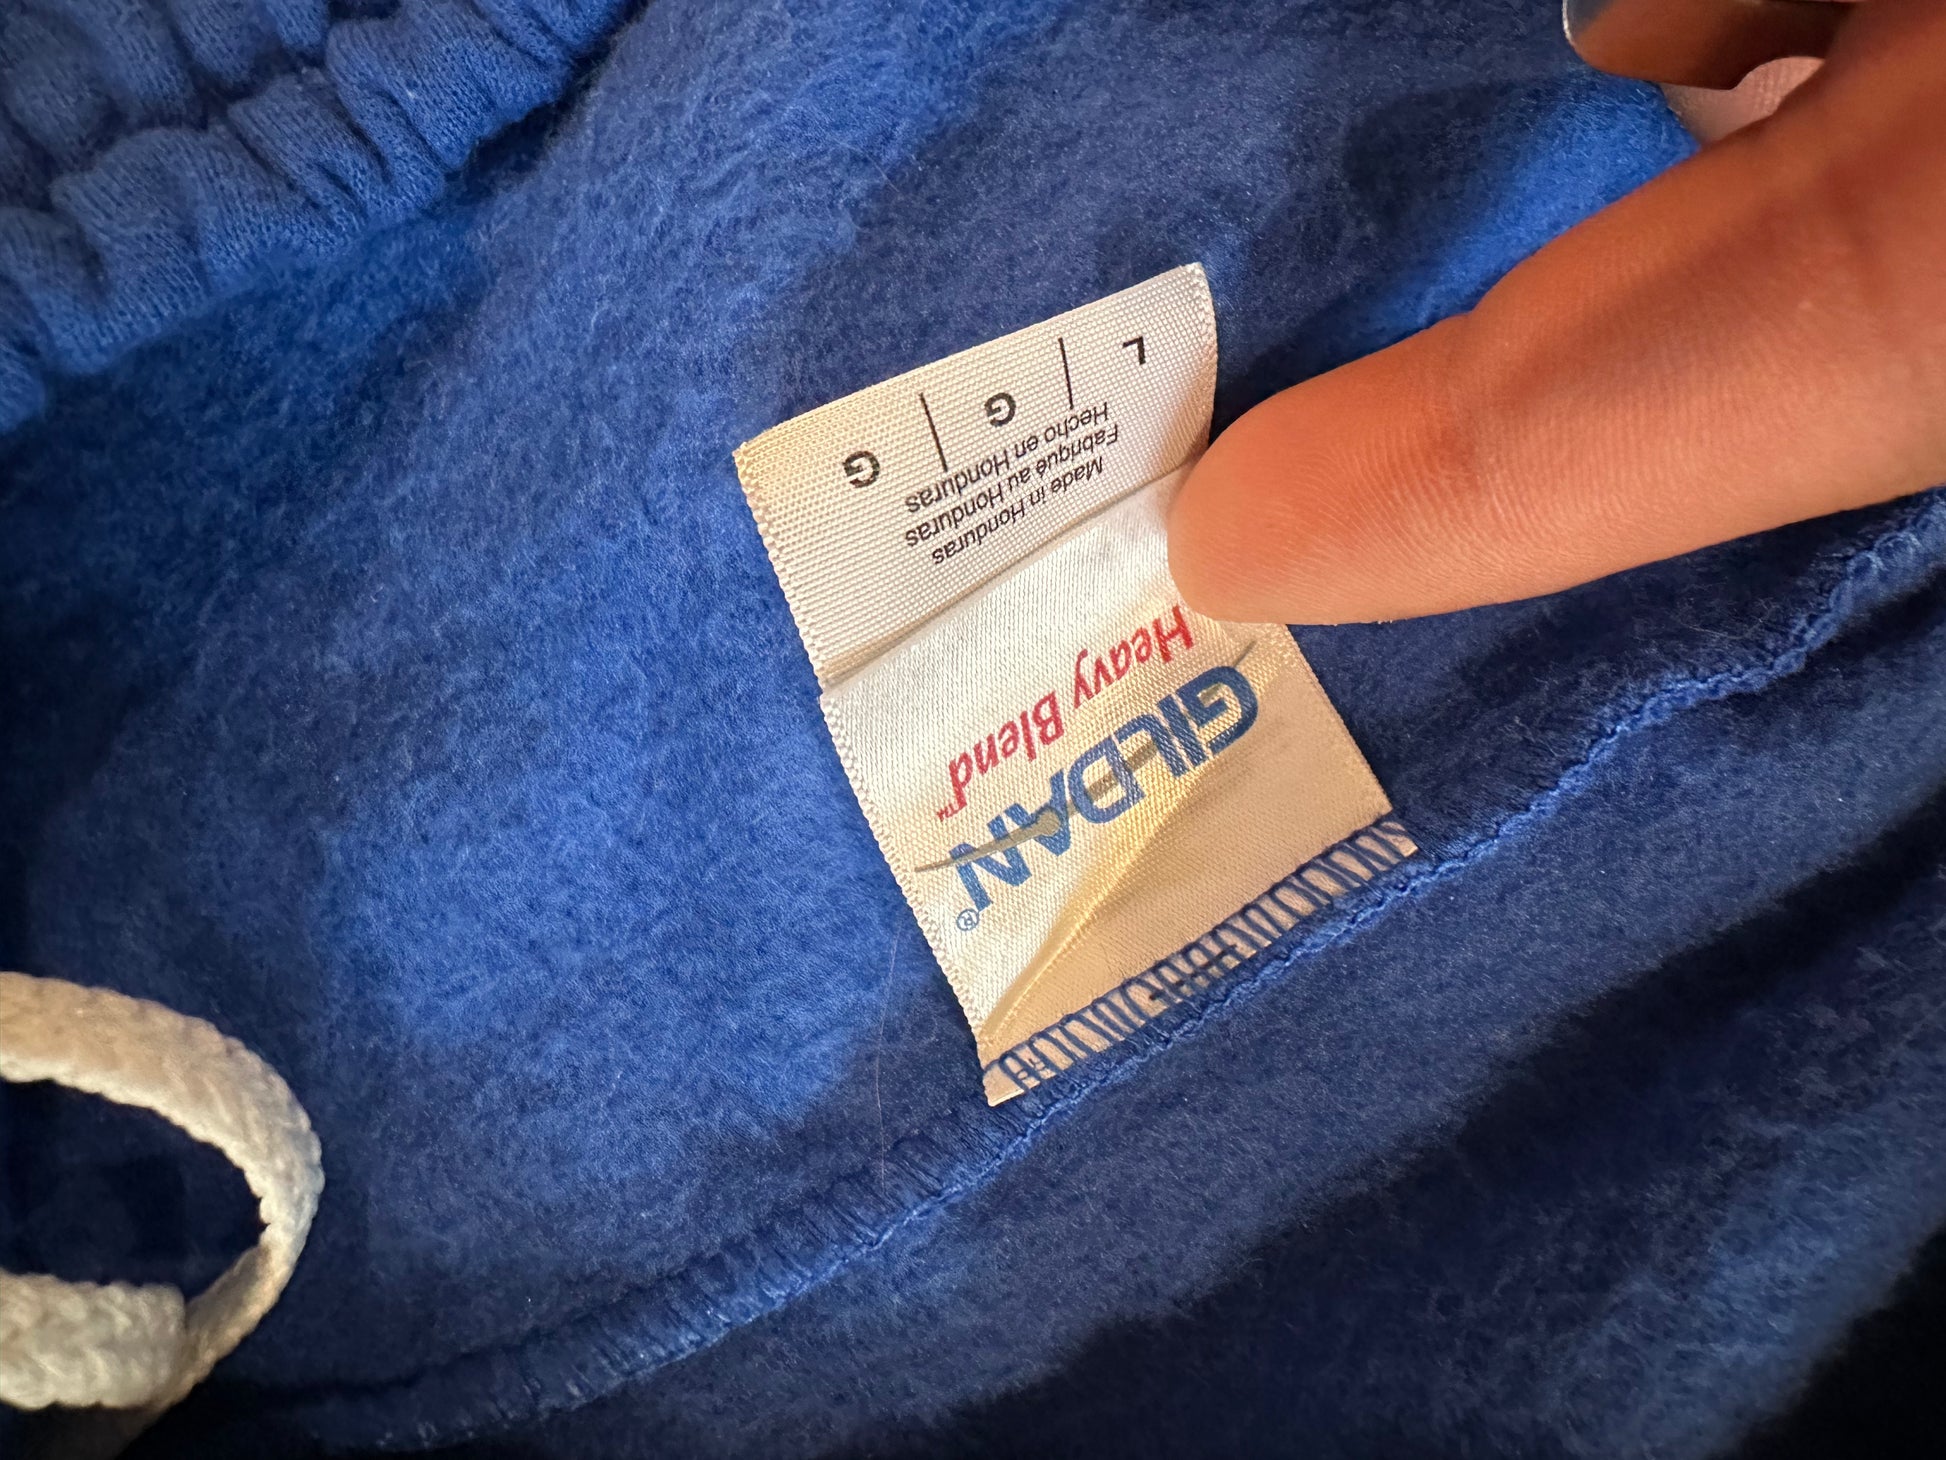 GILDAN®
Heavy Blend™
Made in Honduras
Fabriqué au Honduras
Hecho en Honduras
L | G | G